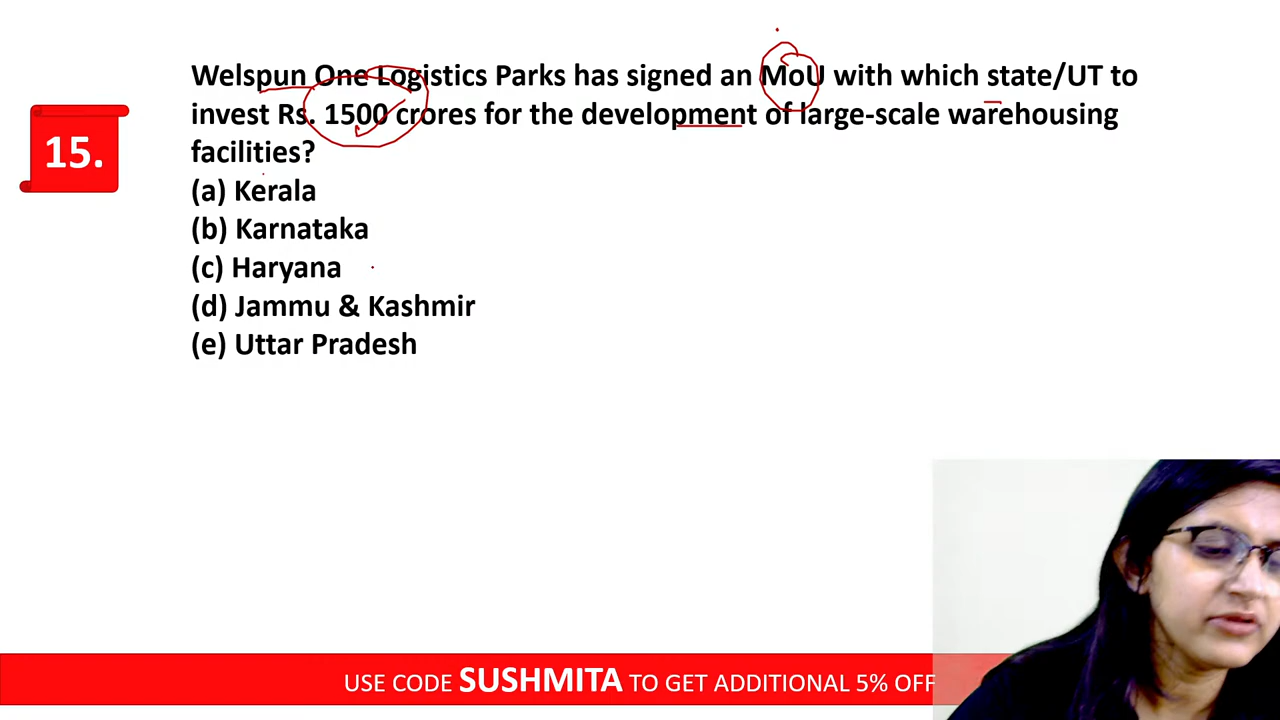 15.
Welspun One Logistics Parks has signed an MoU with which state/UT to
invest Rs. 1500 crores for the development of large-scale warehousing
facilities?
(a) Kerala
(b) Karnataka
(c) Haryana
(d) Jammu & Kashmir
(e) Uttar Pradesh
USE CODE SUSHMITA TO GET ADDITIONAL 5% OFF